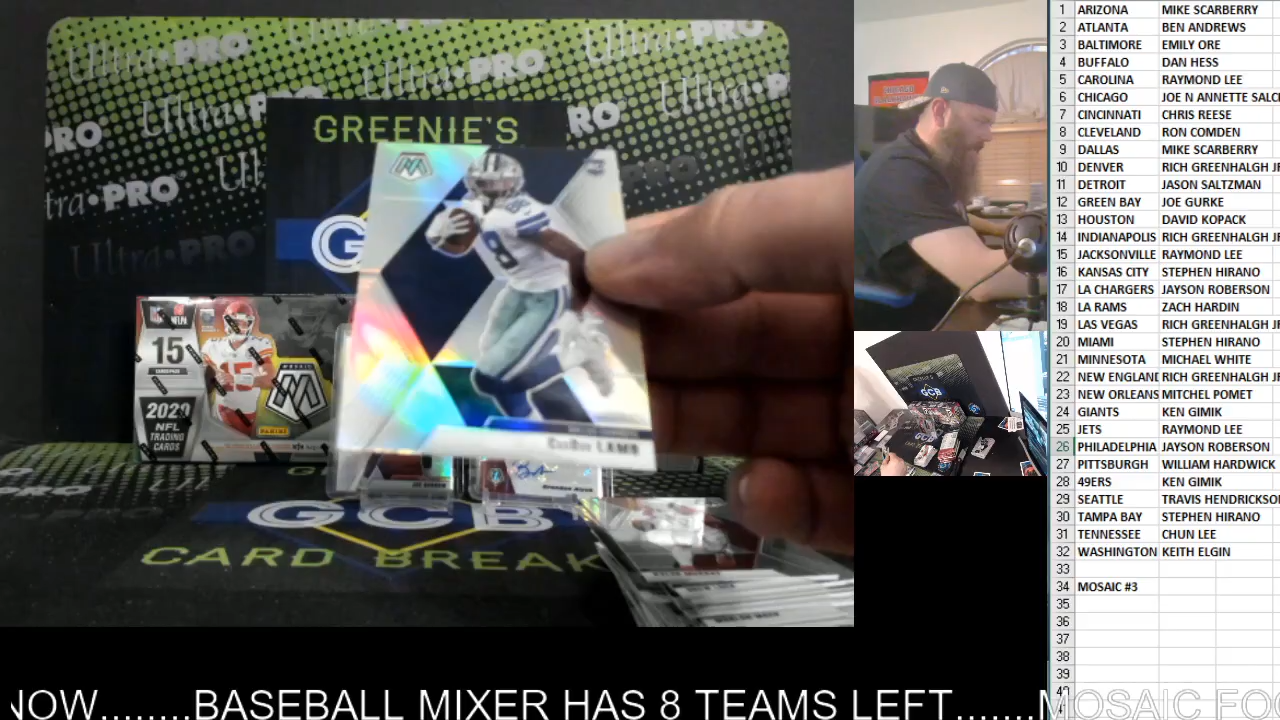 Ultra•PRO
GREENIE'S
CeeDee LAMB
15
2020
NFL
TRADING
CARDS
MOSAIC
PANINI
GCB
CARD BREAK
1 ARIZONA MIKE SCARBERRY
2 ATLANTA BEN ANDREWS
3 BALTIMORE EMILY ORE
4 BUFFALO DAN HESS
5 CAROLINA RAYMOND LEE
6 CHICAGO JOE N ANNETTE SALC
7 CINCINNATI CHRIS REESE
8 CLEVELAND RON COMDEN
9 DALLAS MIKE SCARBERRY
10 DENVER RICH GREENHALGH JR
11 DETROIT JASON SALTZMAN
12 GREEN BAY JOE GURKE
13 HOUSTON DAVID KOPACK
14 INDIANAPOLIS RICH GREENHALGH JR
15 JACKSONVILLE RAYMOND LEE
16 KANSAS CITY STEPHEN HIRANO
17 LA CHARGERS JAYSON ROBERSON
18 LA RAMS ZACH HARDIN
19 LAS VEGAS RICH GREENHALGH JR
20 MIAMI STEPHEN HIRANO
21 MINNESOTA MICHAEL WHITE
22 NEW ENGLAND RICH GREENHALGH JR
23 NEW ORLEANS MITCHEL POMET
24 GIANTS KEN GIMIK
25 JETS RAYMOND LEE
26 PHILADELPHIA JAYSON ROBERSON
27 PITTSBURGH WILLIAM HARDWICK
28 49ERS KEN GIMIK
29 SEATTLE TRAVIS HENDRICKSO
30 TAMPA BAY STEPHEN HIRANO
31 TENNESSEE CHUN LEE
32 WASHINGTON KEITH ELGIN
33
34 MOSAIC #3
35
36
37
38
39
40
NOW........BASEBALL MIXER HAS 8 TEAMS LEFT.......MOSAIC FOO